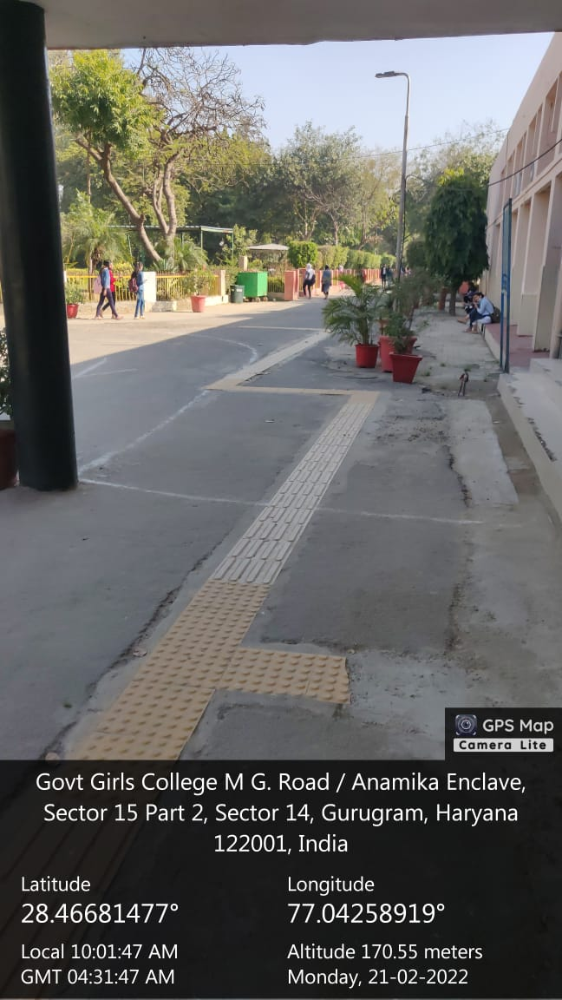 GPS Map
Camera Lite
Govt Girls College M G. Road / Anamika Enclave,
Sector 15 Part 2, Sector 14, Gurugram, Haryana
122001, India
Latitude
28.46681477°
Longitude
77.04258919°
Local 10:01:47 AM
GMT 04:31:47 AM
Altitude 170.55 meters
Monday, 21-02-2022